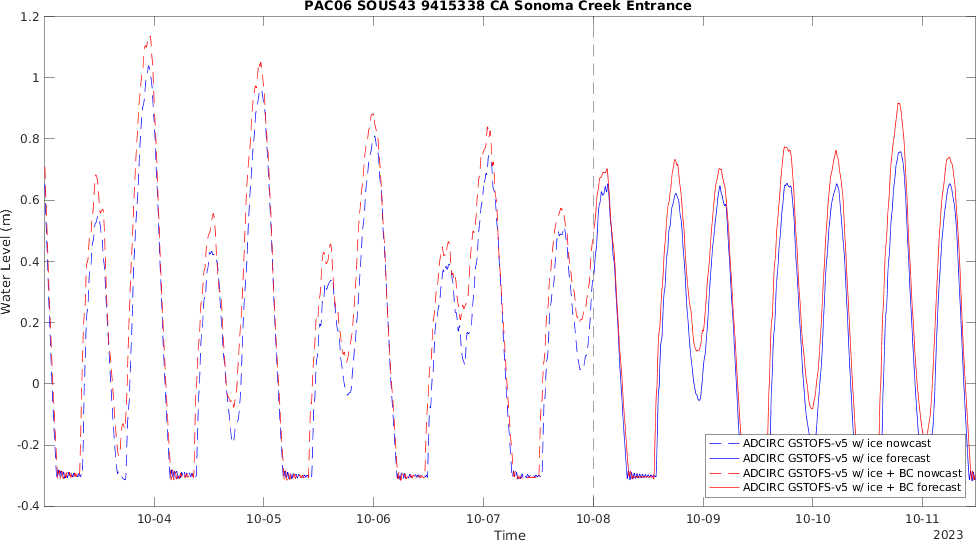 PAC06 SOUS43 9415338 CA Sonoma Creek Entrance
1.2
1
0.8
0.6
0.4
0.2
0
-0.2
-0.4
Water Level (m)
10-04
10-05
10-06
10-07
10-08
10-09
10-10
10-11
Time
2023
ADCIRC GSTOFS-v5 w/ ice nowcast
ADCIRC GSTOFS-v5 w/ ice forecast
ADCIRC GSTOFS-v5 w/ ice + BC nowcast
ADCIRC GSTOFS-v5 w/ ice + BC forecast